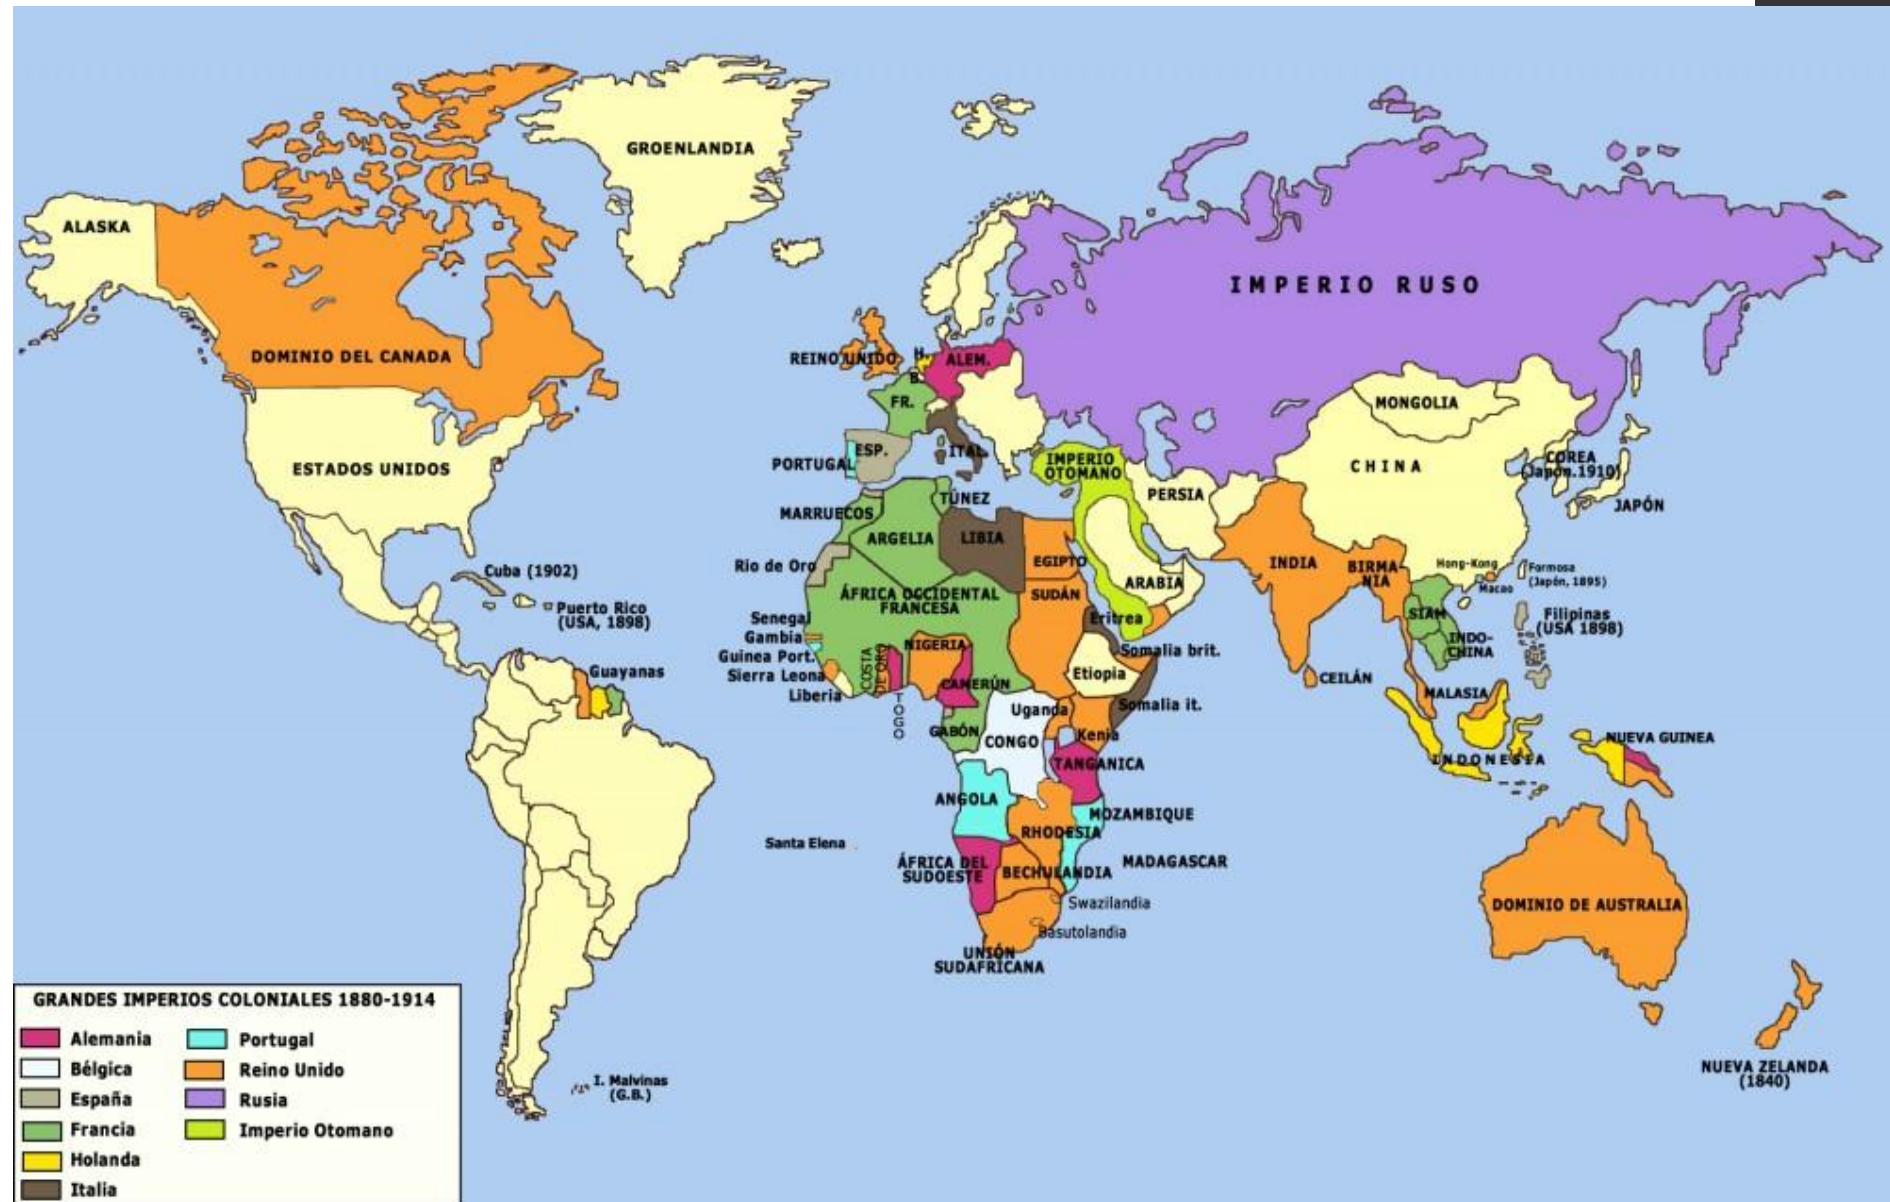 GROENLANDIA
ALASKA
IMPERIO RUSO
DOMINIO DEL CANADA
REINO UNIDO
H.
ALEM.
B.
FR.
MONGOLIA
ESTADOS UNIDOS
PORTUGAL
ESP.
ITAL.
IMPERIO
OTOMANO
PERSIA
CHINA
COREA
(Japón.1910)
JAPÓN
TÚNEZ
MARRUECOS
ARGELIA
LIBIA
EGIPTO
INDIA
BIRMA
NIA
Hong-Kong
Macao
Formosa
(Japón, 1895)
Cuba (1902)
Rio de Oro
ARABIA
Puerto Rico
(USA, 1898)
ÁFRICA OCCIDENTAL
FRANCESA
SUDÁN
Eritrea
SIAM
Filipinas
(USA 1898)
Senegal
Gambia
Guinea Port.
Sierra Leona
Liberia
COSTA
DE ORO
TOGO
NIGERIA
CAMERÚN
Somalia brit.
Etiopia
Somalia it.
INDO-
CHINA
Guayanas
CEILÁN
MALASIA
Uganda
GABÓN
CONGO
Kenia
TANGANICA
INDONESIA
NUEVA GUINEA
ANGOLA
MOZAMBIQUE
RHODESIA
Santa Elena
ÁFRICA DEL
SUDOESTE
BECHULANDIA
MADAGASCAR
Swazilandia
Basutolandia
UNSÓN
SUDAFRICANA
DOMINIO DE AUSTRALIA
NUEVA ZELANDA
(1840)
I. Malvinas
(G.B.)
GRANDES IMPERIOS COLONIALES 1880-1914
Alemania
Bélgica
España
Francia
Holanda
Italia
Portugal
Reino Unido
Rusia
Imperio Otomano